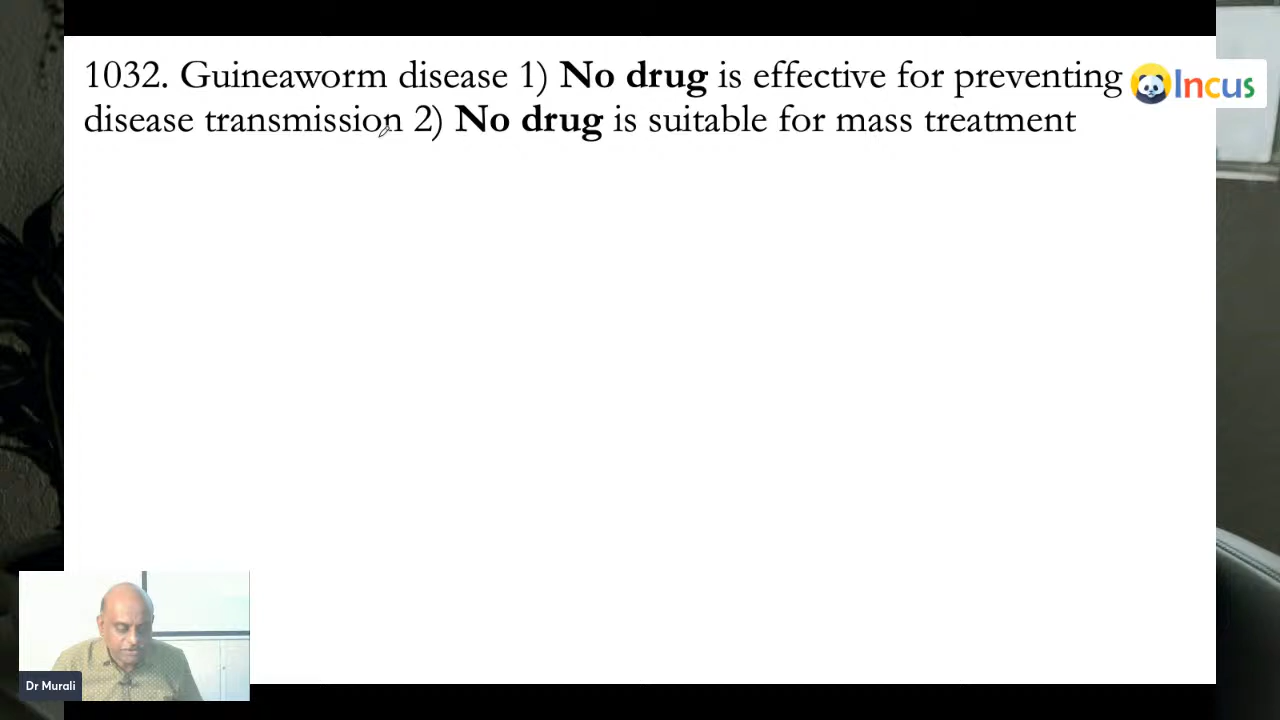 1032. Guineaworm disease 1) No drug is effective for preventing
disease transmission 2) No drug is suitable for mass treatment
Incus
Dr Murali